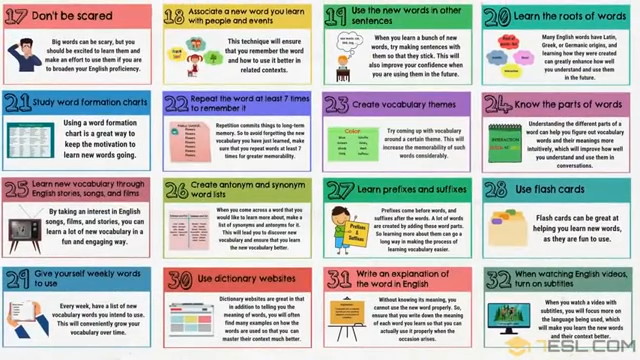 17 Don't be scared
Big words can be scary, but you
should be excited to learn them and
make an effort to use them if you are
to broaden your English proficiency.
18 Associate a new word you learn
with people and events
This technique will ensure
that you remember the word
and how to use it better in
related contexts.
19 Use the new words in other
sentences
When you learn a bunch of new
words, try making sentences with
them so that they stick. This will
also improve your confidence when
you are using them in the future.
20 Learn the roots of words
Many English words have Latin,
Greek, or Germanic origins, and
learning how they were created
can greatly enhance how well
you understand and use them
in the future.
21 Study word formation charts
Using a word formation
chart is a great way to
keep the motivation to
learn new words going.
22 Repeat the word at least 7 times
to remember it
Repetition commits things to long-term
memory. So to avoid forgetting the new
vocabulary you have just learned, make
sure that you repeat words at least 7
times for greater memorability.
23 Create vocabulary themes
Color
Try coming up with vocabulary
around a certain theme. This will
increase the memorability of
such words considerably.
24 Know the parts of words
Understanding the different parts of a
word can help you figure out vocabulary
words and their meanings more
intuitively, which will improve how well
you understand and use them in
conversations.
25 Learn new vocabulary through
English stories, songs, and films
By taking an interest in English
songs, films, and stories, you can
learn a lot of new vocabulary in a
fun and engaging way.
26 Create antonym and synonym
word lists
When you come across a word that you
would like to learn more about, make a
list of synonyms and antonyms for it.
This will lead you to discover new
vocabulary and ensure that you learn
the new vocabulary better.
27 Learn prefixes and suffixes
Prefixes
&
Suffixes
Prefixes come before words, and
suffixes after the words. A lot of words
are created by adding these word parts.
So learning more about them can go a
long way in making the process of
learning vocabulary easier.
28 Use flash cards
Flash cards can be great at
helping you learn new words,
as they are fun to use.
29 Give yourself weekly words
to use
Every week, have a list of new
vocabulary words you intend to use.
This will conveniently grow your
vocabulary over time.
30 Use dictionary websites
Dictionary websites are great in that
in addition to telling you the
meaning of words, you will often
find many examples on how the
words are used so that you can
master their context much better.
31 Write an explanation of
the word in English
Without knowing its meaning, you
cannot use the new word properly. So,
ensure that you write down the meaning
of each word you learn so that you can
actually use it properly when the
occasion arises.
32 When watching English videos,
turn on subtitles
When you watch a video with
subtitles, you will focus more on
the language being used, which
will make you learn the new words
and their context better.
7ESL.COM